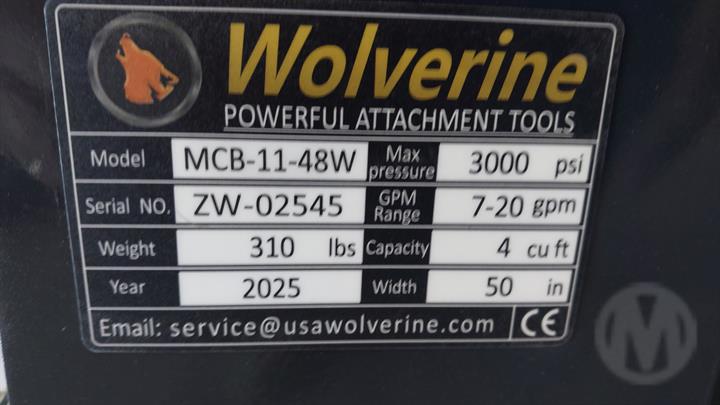 Wolverine
POWERFUL ATTACHMENT TOOLS
Model MCB-11-48W Max pressure 3000 psi
Serial NO. ZW-02545 GPM Range 7-20 gpm
Weight 310 lbs Capacity 4 cu ft
Year 2025 Width 50 in
Email: service@usawolverine.com CE
M